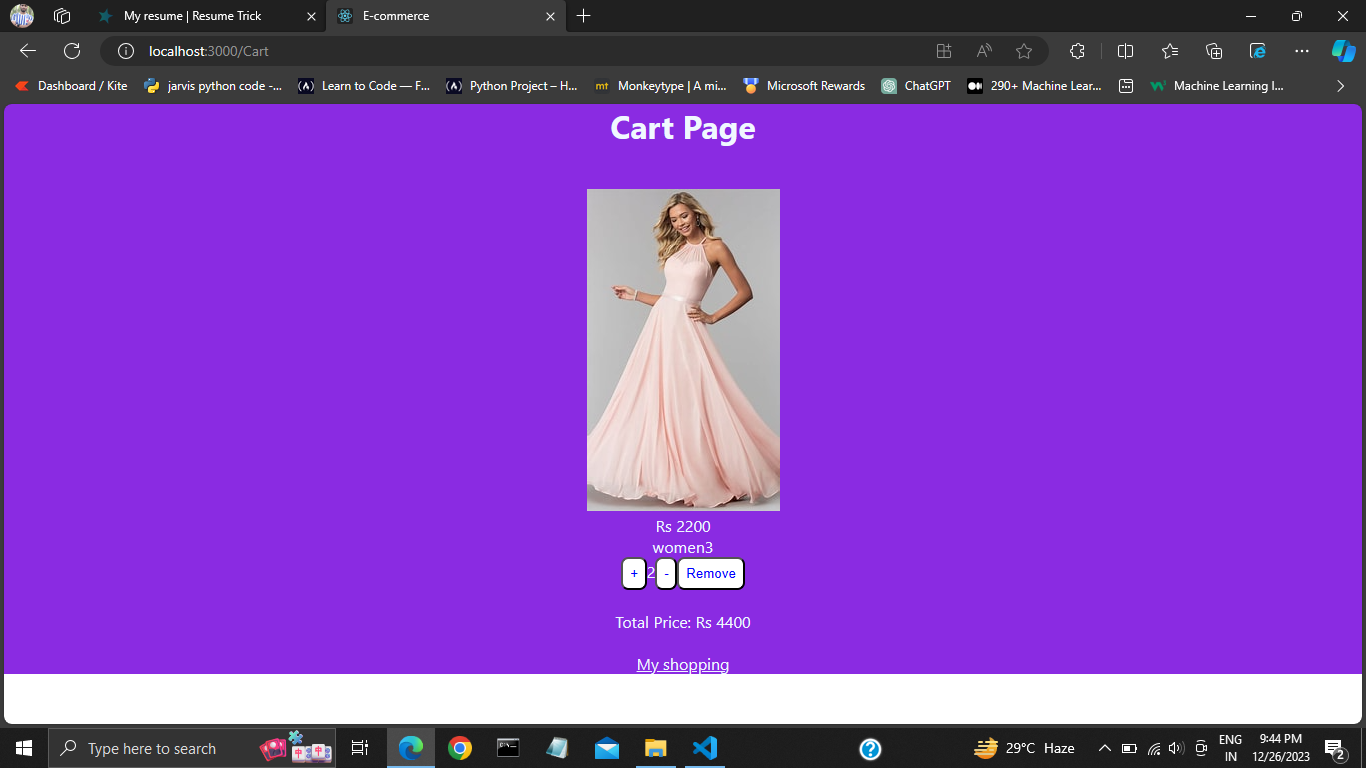 My resume | Resume Trick
E-commerce
localhost:3000/Cart
Dashboard / Kite
jarvis python code -...
Learn to Code — F...
Python Project – H...
mt
Monkeytype | A mi...
Microsoft Rewards
ChatGPT
290+ Machine Lear...
Machine Learning I...
Cart Page
Rs 2200
women3
+ 2 - Remove
Total Price: Rs 4400
My shopping
Type here to search
29°C Haze
ENG
IN
9:44 PM
12/26/2023
2